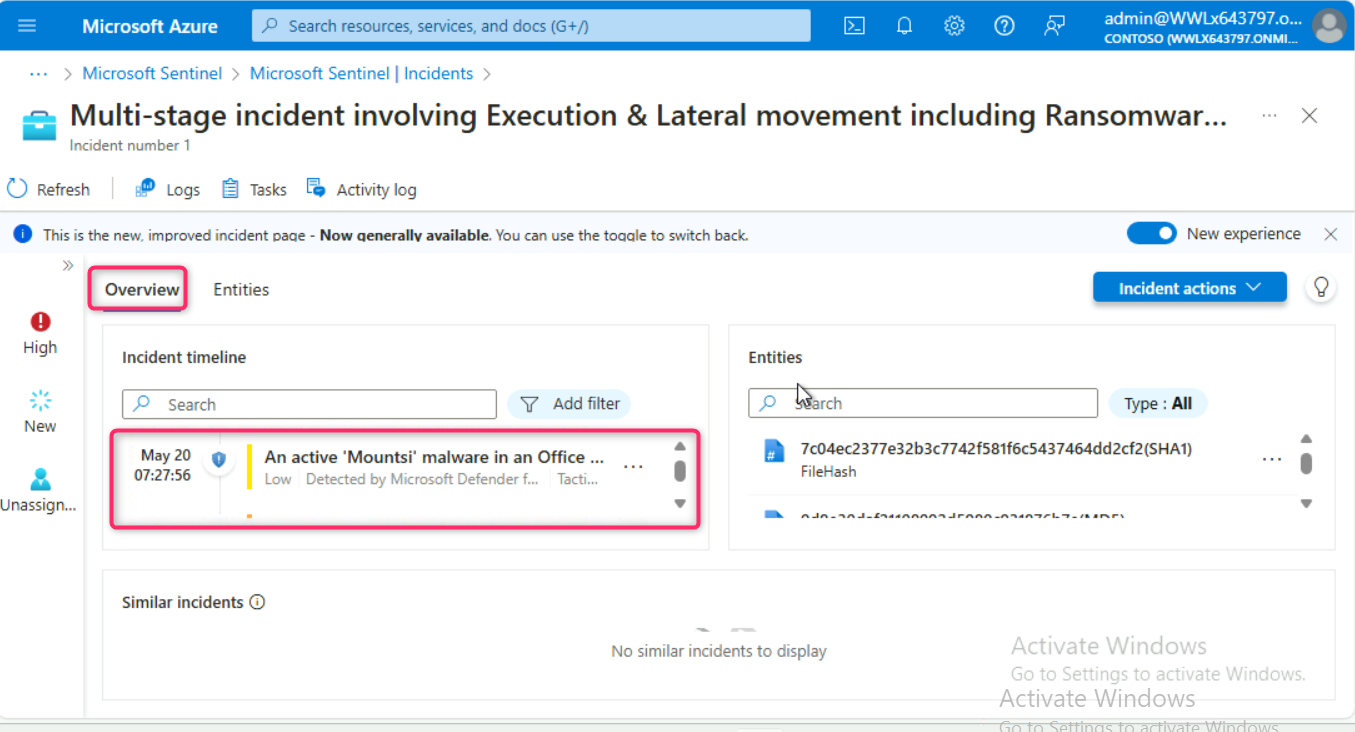 Microsoft Azure
Search resources, services, and docs (G+/)
admin@WWLx643797.o...
CONTOSO (WWLX643797.ONMI...
... > Microsoft Sentinel > Microsoft Sentinel | Incidents >
Multi-stage incident involving Execution & Lateral movement including Ransomwar...
Incident number 1
Refresh Logs Tasks Activity log
This is the new, improved incident page - Now generally available. You can use the toggle to switch back.
New experience
High
New
Unassign...
Overview Entities
Incident actions
Incident timeline
Search
Add filter
May 20
07:27:56
An active 'Mountsi' malware in an Office ...
Low Detected by Microsoft Defender f... Tacti...
Entities
Search
Type : All
7c04ec2377e32b3c7742f581f6c5437464dd2cf2(SHA1)
FileHash
Similar incidents
No similar incidents to display
Activate Windows
Go to Settings to activate Windows.
Activate Windows
Go to Settings to activate Windows.